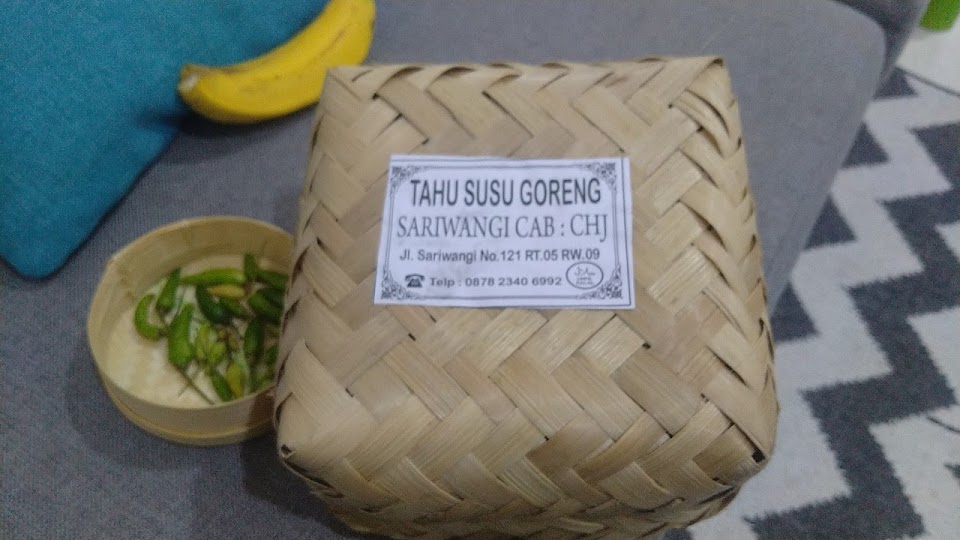 TAHU SUSU GORENG
SARIWANGI CAB : CHJ
Jl. Sariwangi No.121 RT.05 RW.09
Telp : 0878 2340 6992